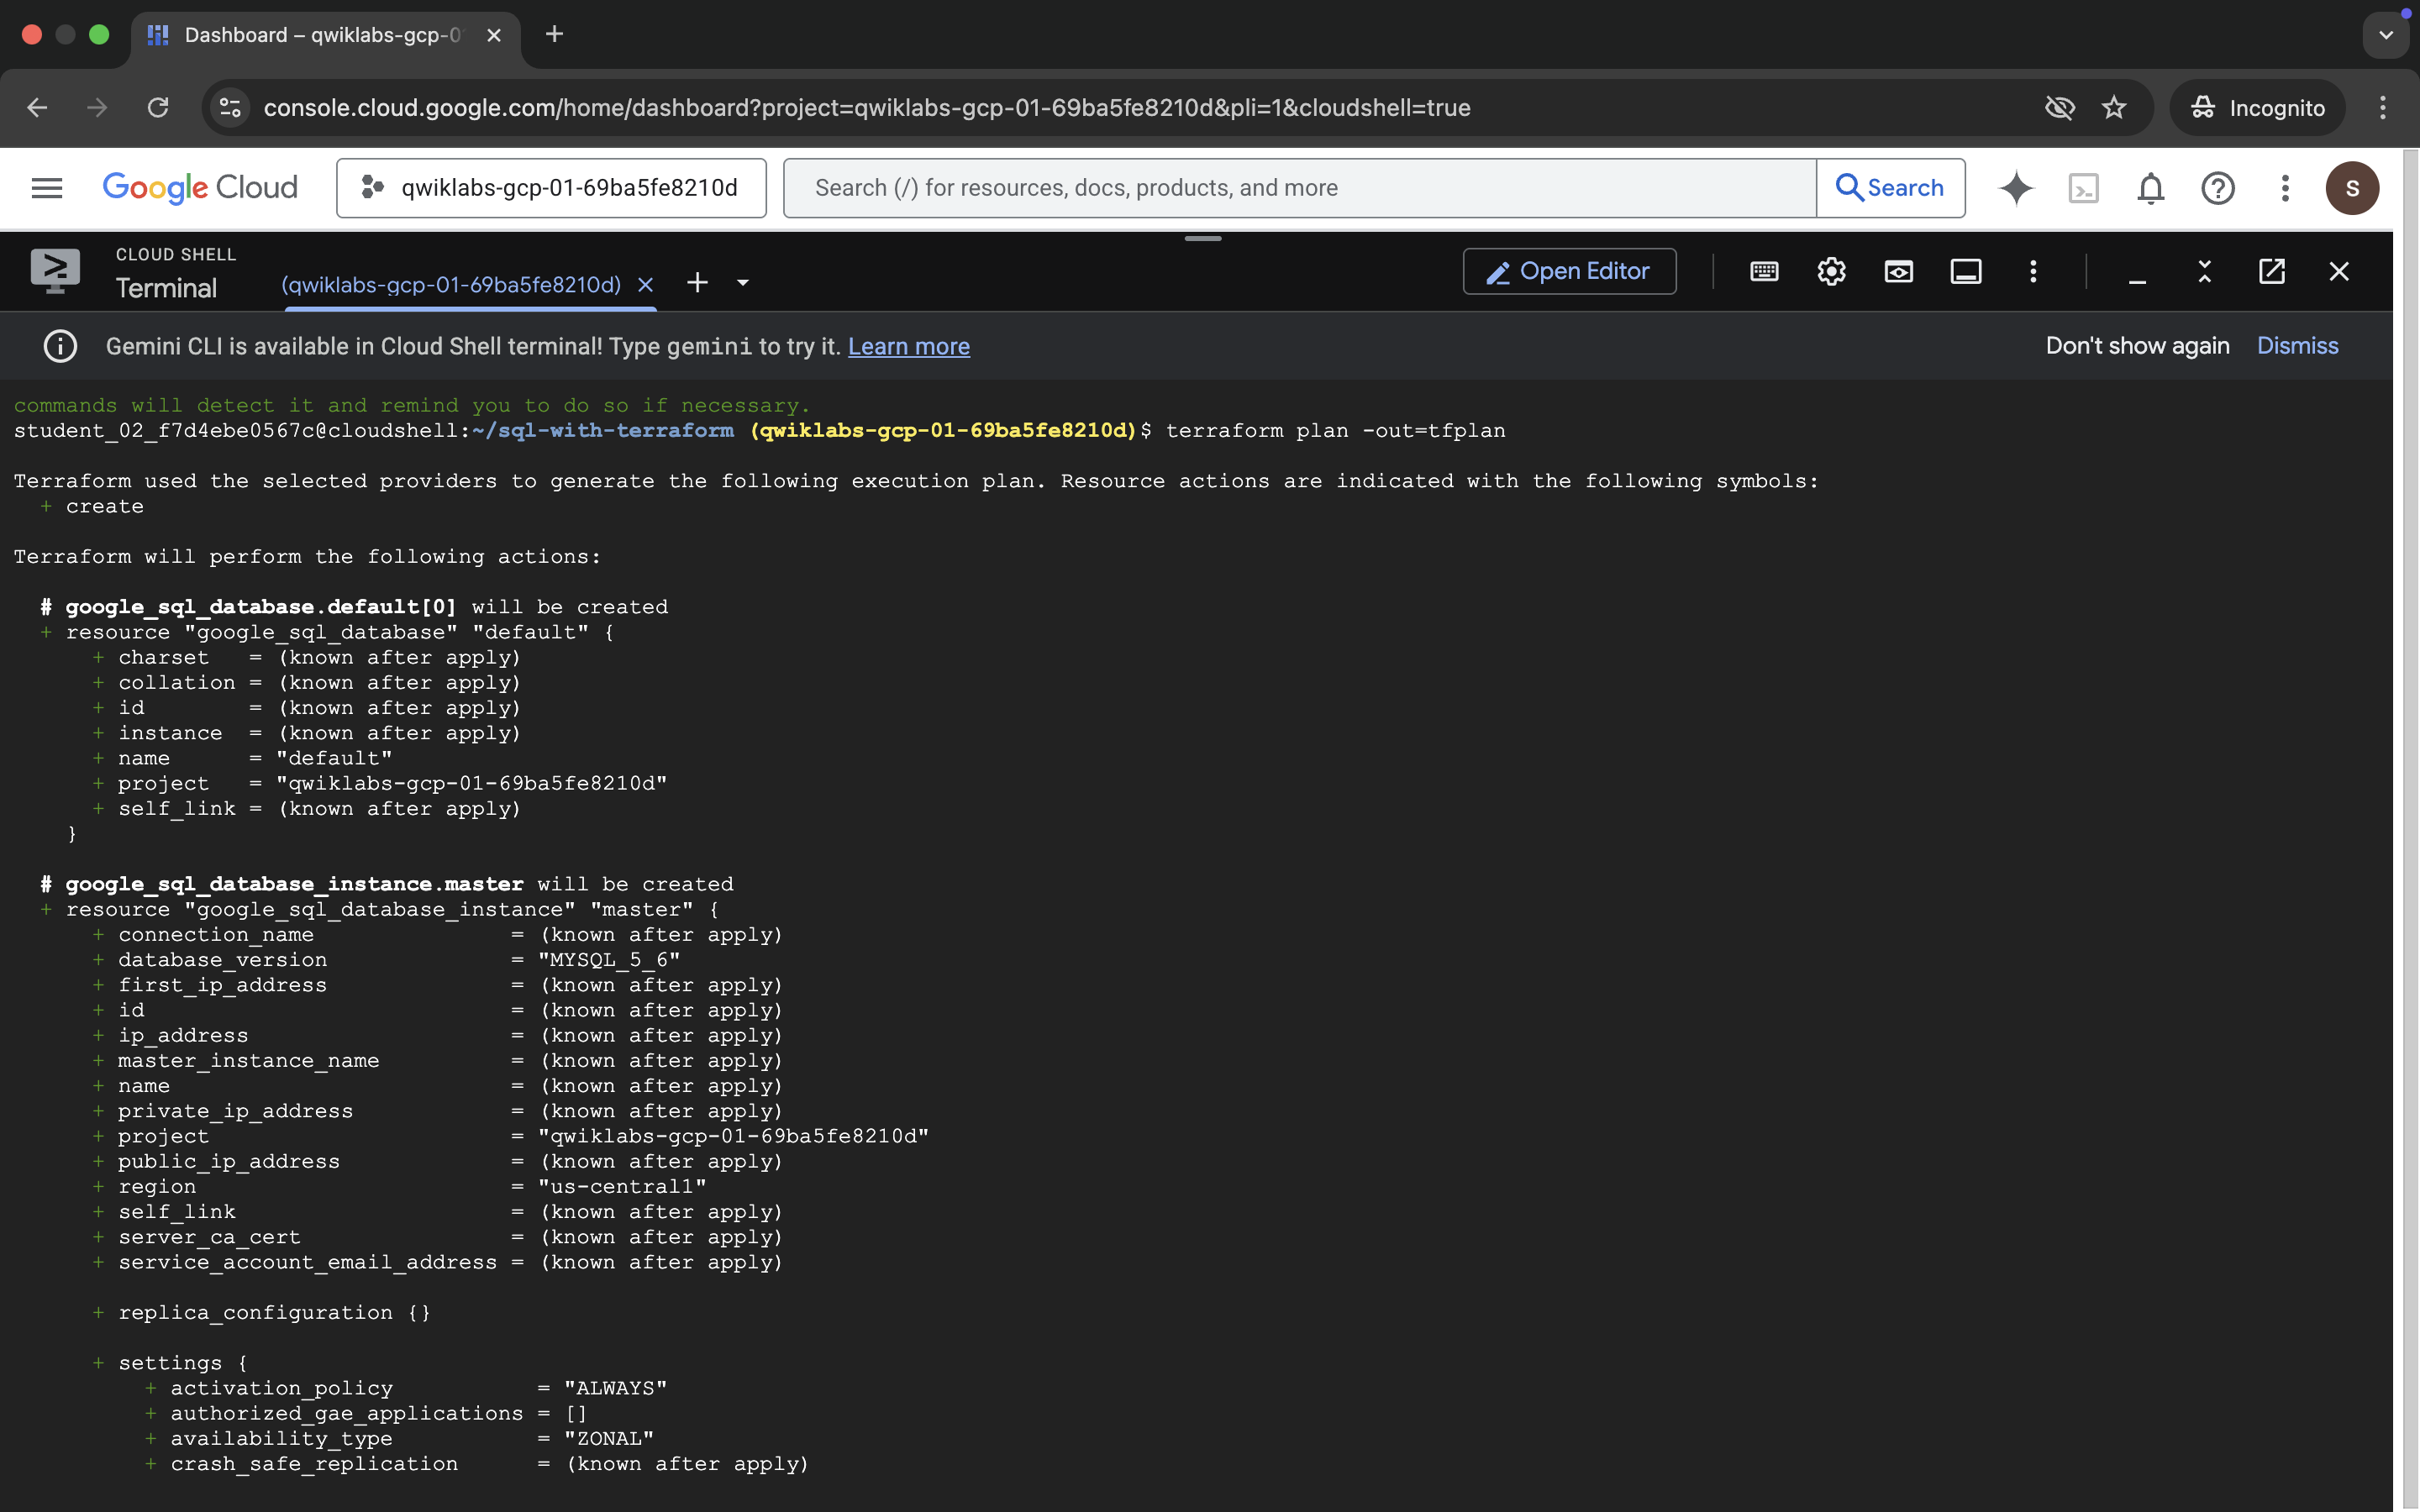 Dashboard – qwiklabs-gcp-0
console.cloud.google.com/home/dashboard?project=qwiklabs-gcp-01-69ba5fe8210d&pli=1&cloudshell=true
Incognito
Google Cloud
qwiklabs-gcp-01-69ba5fe8210d
Search (/) for resources, docs, products, and more
Search
S
CLOUD SHELL
Terminal
(qwiklabs-gcp-01-69ba5fe8210d)
Open Editor
Gemini CLI is available in Cloud Shell terminal! Type gemini to try it. Learn more
Don't show again
Dismiss
commands will detect it and remind you to do so if necessary.
student_02_f7d4ebe0567c@cloudshell:~/sql-with-terraform (qwiklabs-gcp-01-69ba5fe8210d)$ terraform plan -out=tfplan
Terraform used the selected providers to generate the following execution plan. Resource actions are indicated with the following symbols:
+ create
Terraform will perform the following actions:
# google_sql_database.default[0] will be created
+ resource "google_sql_database" "default" {
+ charset   = (known after apply)
+ collation = (known after apply)
+ id        = (known after apply)
+ instance  = (known after apply)
+ name      = "default"
+ project   = "qwiklabs-gcp-01-69ba5fe8210d"
+ self_link = (known after apply)
}
# google_sql_database_instance.master will be created
+ resource "google_sql_database_instance" "master" {
+ connection_name               = (known after apply)
+ database_version              = "MYSQL_5_6"
+ first_ip_address              = (known after apply)
+ id                            = (known after apply)
+ ip_address                    = (known after apply)
+ master_instance_name          = (known after apply)
+ name                          = (known after apply)
+ private_ip_address            = (known after apply)
+ project                       = "qwiklabs-gcp-01-69ba5fe8210d"
+ public_ip_address             = (known after apply)
+ region                        = "us-central1"
+ self_link                     = (known after apply)
+ server_ca_cert                = (known after apply)
+ service_account_email_address = (known after apply)
+ replica_configuration {}
+ settings {
+ activation_policy           = "ALWAYS"
+ authorized_gae_applications = []
+ availability_type           = "ZONAL"
+ crash_safe_replication      = (known after apply)